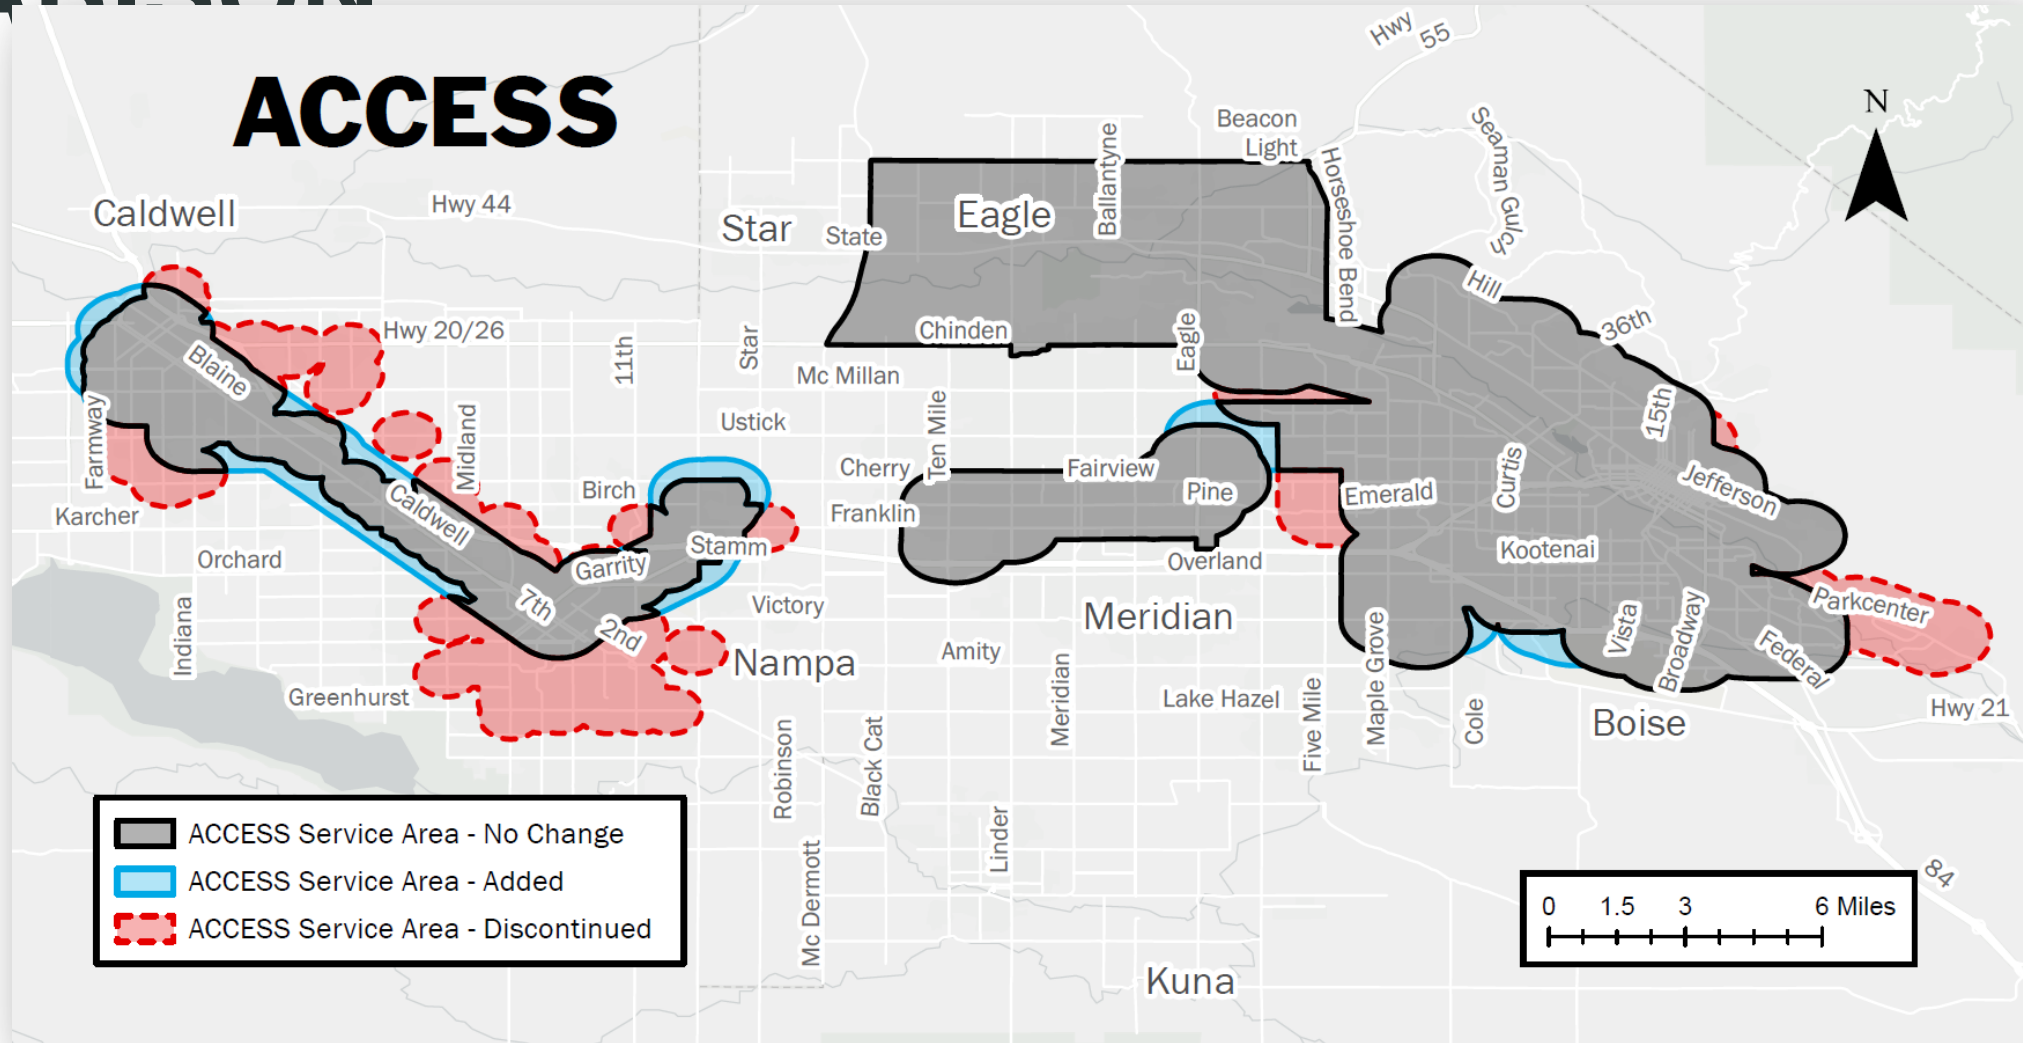 ACCESS
N
Hwy 55
Beacon
Light
Seaman Gulch
Ballantyne
Horseshoe Bend
Caldwell
Hwy 44
Star
State
Eagle
Hill
36th
Hwy 20/26
Chinden
Eagle
11th
Star
Blaine
Mc Millan
Ustick
Ten Mile
15th
Farmway
Midland
Cherry
Fairview
Curtis
Jefferson
Birch
Pine
Emerald
Karcher
Caldwell
Franklin
Stamm
Orchard
Garrity
Overland
Kootenai
Indiana
7th
2nd
Victory
Meridian
Parkcenter
Nampa
Amity
Vista
Broadway
Federal
Greenhurst
Meridian
Lake Hazel
Five Mile
Maple Grove
Cole
Boise
Hwy 21
Robinson
Black Cat
Linder
Mc Dermott
84
Kuna
ACCESS Service Area - No Change
ACCESS Service Area - Added
ACCESS Service Area - Discontinued
0 1.5 3 6 Miles